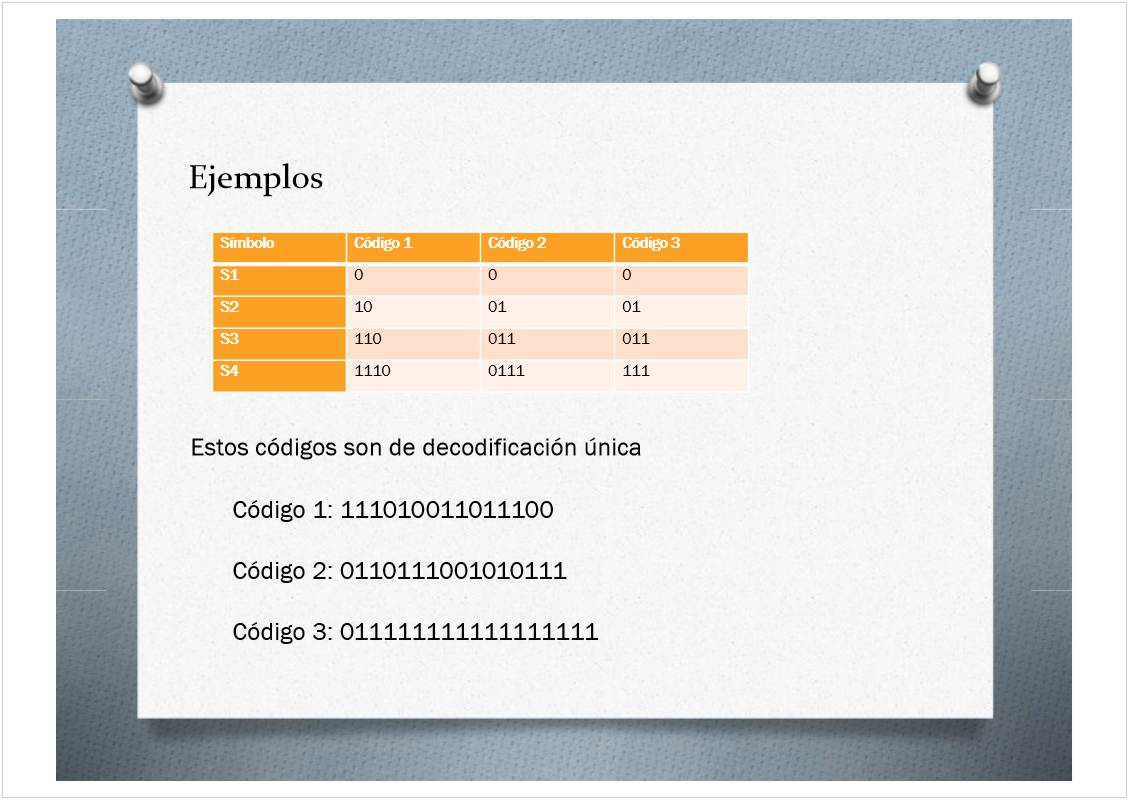 Ejemplos
Símbolo Código 1 Código 2 Código 3
S1 0 0 0
S2 10 01 01
S3 110 011 011
S4 1110 0111 111
Estos códigos son de decodificación única
Código 1: 111010011011100
Código 2: 0110111001010111
Código 3: 011111111111111111